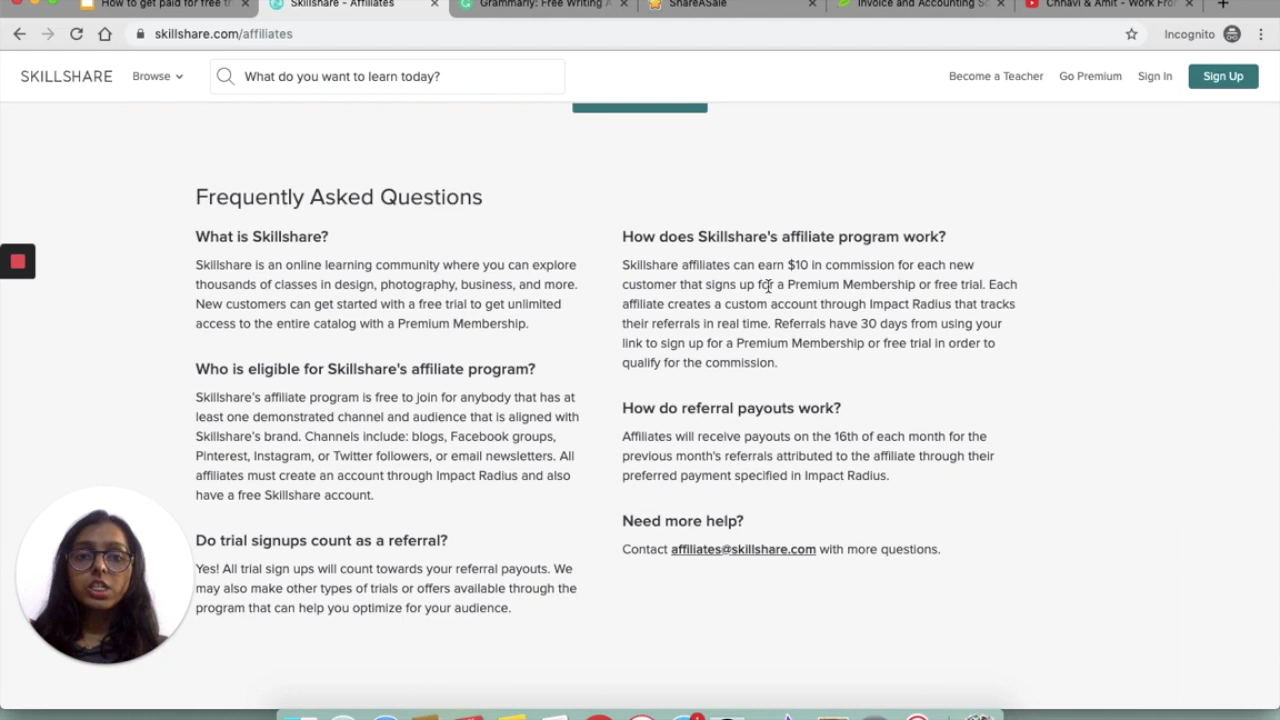 How to get paid for free tr
Skillshare - Affiliates
Grammarly: Free Writing A
ShareASale
Invoice and Accounting So
Chhavi & Amit - Work From
skillshare.com/affiliates
Incognito
SKILLSHARE
Browse
What do you want to learn today?
Become a Teacher
Go Premium
Sign In
Sign Up
Frequently Asked Questions
What is Skillshare?
Skillshare is an online learning community where you can explore
thousands of classes in design, photography, business, and more.
New customers can get started with a free trial to get unlimited
access to the entire catalog with a Premium Membership.
Who is eligible for Skillshare's affiliate program?
Skillshare's affiliate program is free to join for anybody that has at
least one demonstrated channel and audience that is aligned with
Skillshare's brand. Channels include: blogs, Facebook groups,
Pinterest, Instagram, or Twitter followers, or email newsletters. All
affiliates must create an account through Impact Radius and also
have a free Skillshare account.
Do trial signups count as a referral?
Yes! All trial sign ups will count towards your referral payouts. We
may also make other types of trials or offers available through the
program that can help you optimize for your audience.
How does Skillshare's affiliate program work?
Skillshare affiliates can earn $10 in commission for each new
customer that signs up for a Premium Membership or free trial. Each
affiliate creates a custom account through Impact Radius that tracks
their referrals in real time. Referrals have 30 days from using your
link to sign up for a Premium Membership or free trial in order to
qualify for the commission.
How do referral payouts work?
Affiliates will receive payouts on the 16th of each month for the
previous month's referrals attributed to the affiliate through their
preferred payment specified in Impact Radius.
Need more help?
Contact affiliates@skillshare.com with more questions.